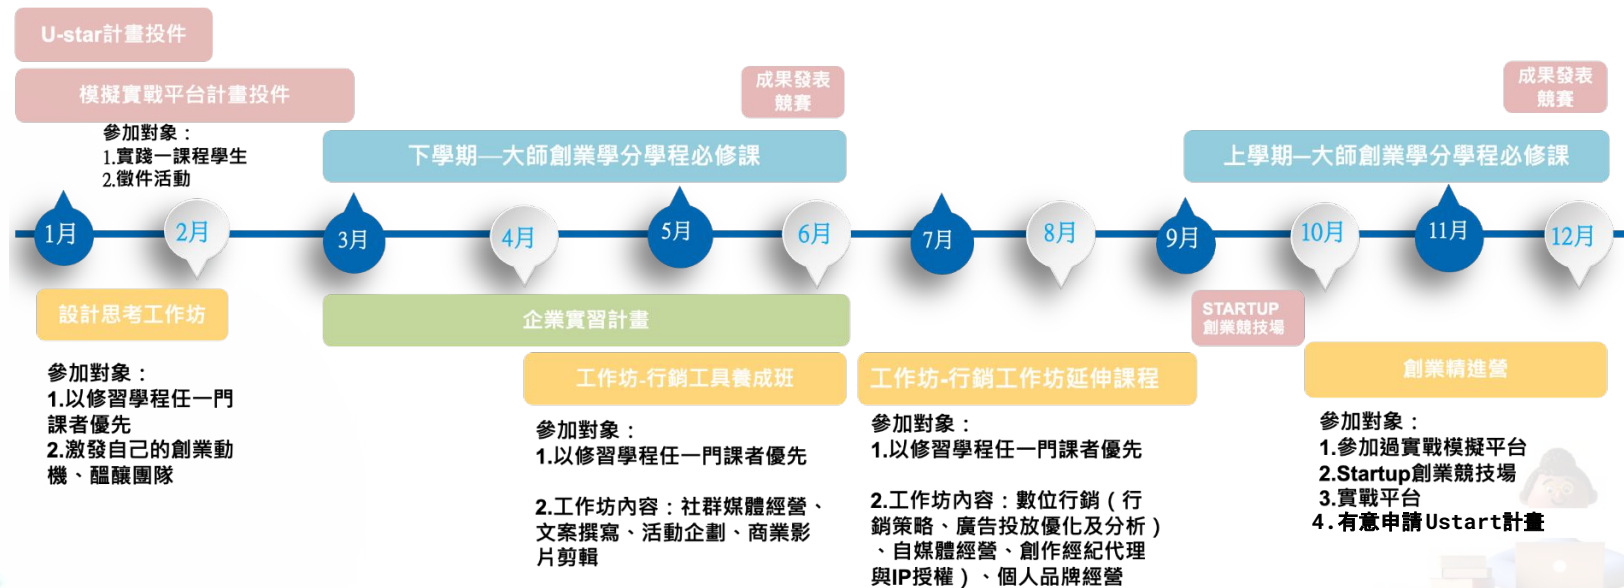 U-star計畫投件
模擬實戰平台計畫投件
參加對象：
1.實踐一課程學生
2.徵件活動
成果發表
競賽
成果發表
競賽
下學期—大師創業學分學程必修課
上學期–大師創業學分學程必修課
1月
2月
3月
4月
5月
6月
7月
8月
9月
10月
11月
12月
設計思考工作坊
參加對象：
1.以修習學程任一門
課者優先
2.激發自己的創業動
機、醞釀團隊
企業實習計畫
工作坊-行銷工具養成班
參加對象：
1.以修習學程任一門課者優先
2.工作坊內容：社群媒體經營、
文案撰寫、活動企劃、商業影
片剪輯
工作坊-行銷工作坊延伸課程
參加對象：
1.以修習學程任一門課者優先
2.工作坊內容：數位行銷（行
銷策略、廣告投放優化及分析）
、自媒體經營、創作經紀代理
與IP授權）、個人品牌經營
STARTUP
創業競技場
創業精進營
參加對象：
1.參加過實戰模擬平台
2.Startup創業競技場
3.實戰平台
4.有意申請Ustart計畫